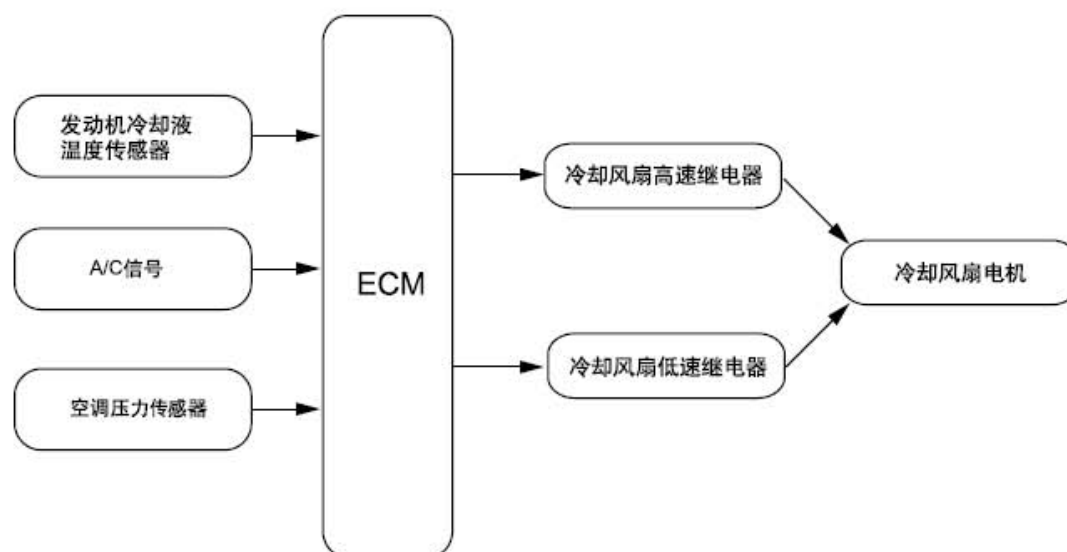 发动机冷却液
温度传感器
A/C信号
空调压力传感器
ECM
冷却风扇高速继电器
冷却风扇低速继电器
冷却风扇电机